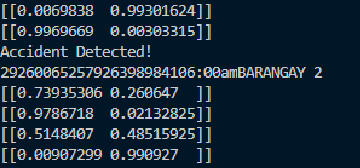 [[0.0069838  0.99301624]]
[[0.9969669  0.00303315]]
Accident Detected!
29260065257926398984106:00amBARANGAY 2
[[0.73935306 0.260647  ]]
[[0.9786718  0.02132825]]
[[0.5148407  0.48515925]]
[[0.00907299 0.990927  ]]